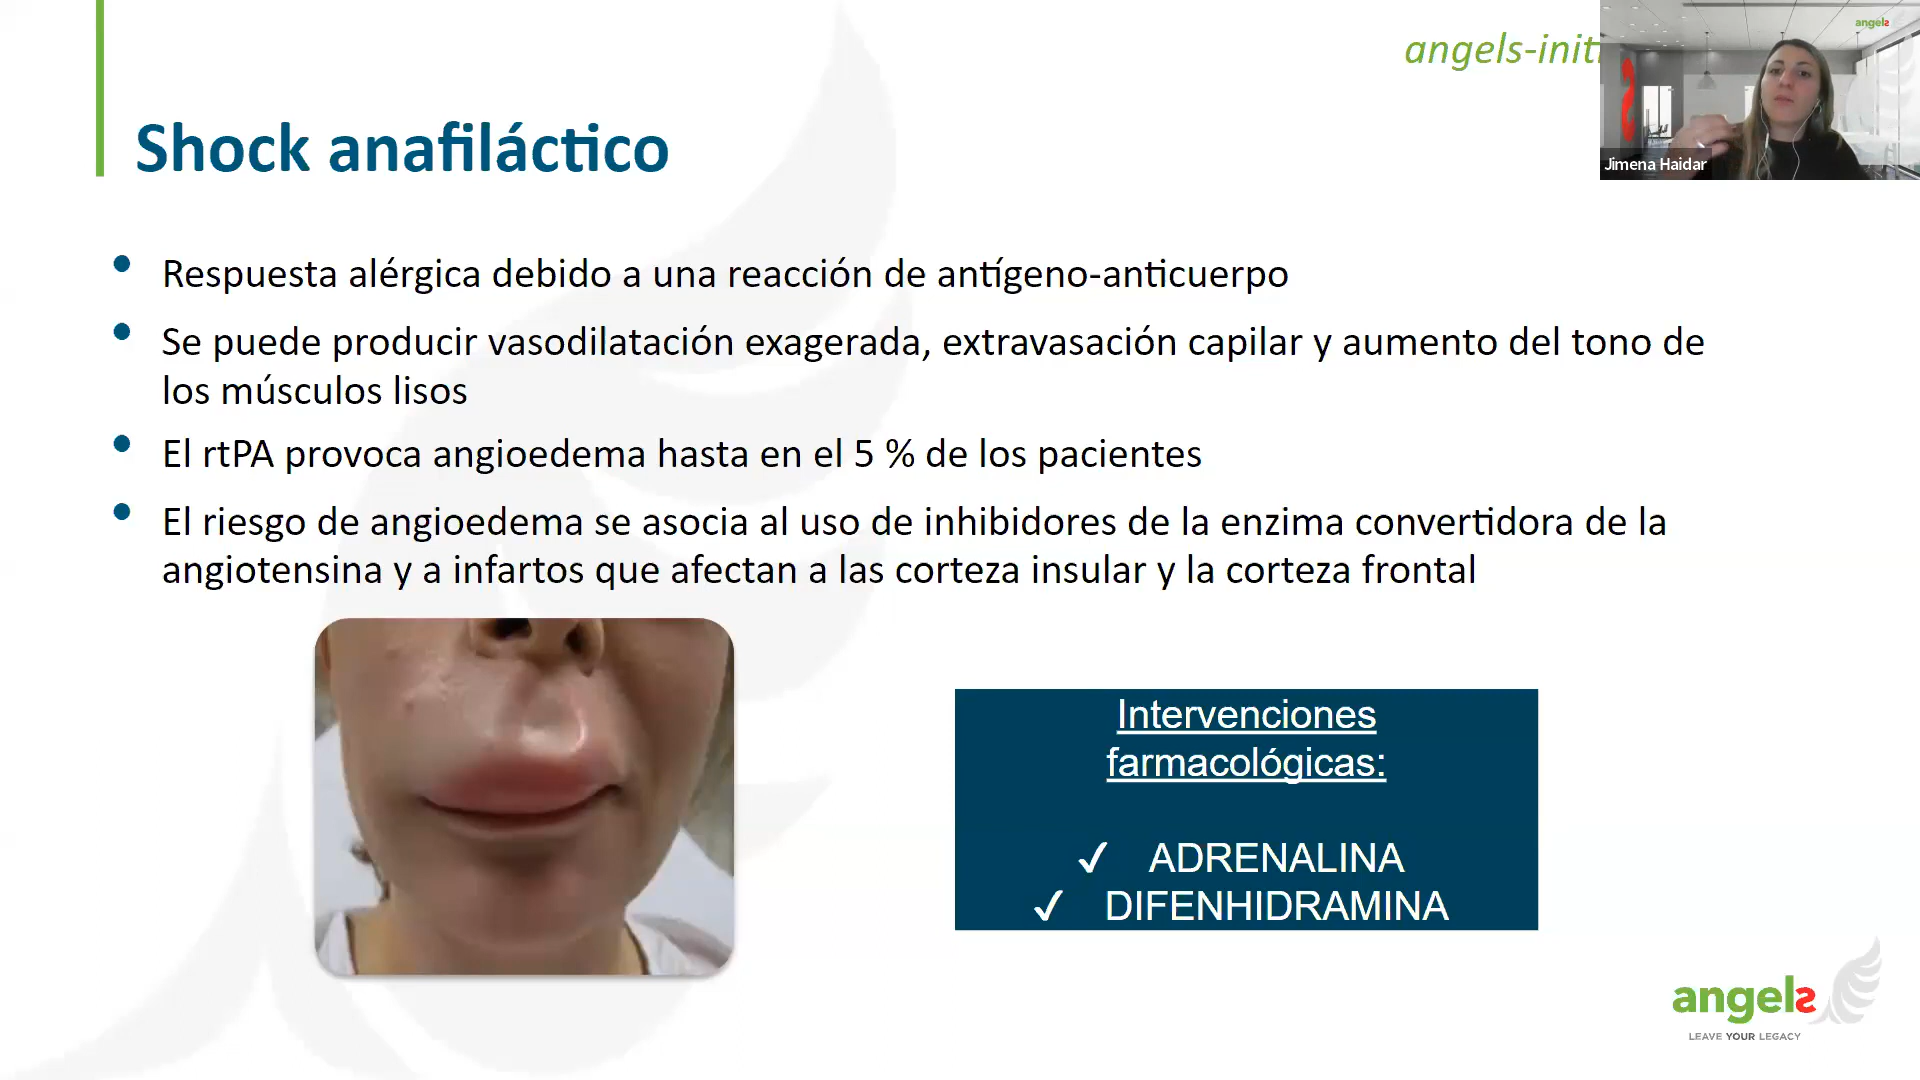 angels-init
angels
Jimena Haidar
Shock anafiláctico
• Respuesta alérgica debido a una reacción de antígeno-anticuerpo
• Se puede producir vasodilatación exagerada, extravasación capilar y aumento del tono de
los músculos lisos
• El rtPA provoca angioedema hasta en el 5 % de los pacientes
• El riesgo de angioedema se asocia al uso de inhibidores de la enzima convertidora de la
angiotensina y a infartos que afectan a las corteza insular y la corteza frontal
Intervenciones
farmacológicas:
✓ ADRENALINA
✓ DIFENHIDRAMINA
angels
LEAVE YOUR LEGACY